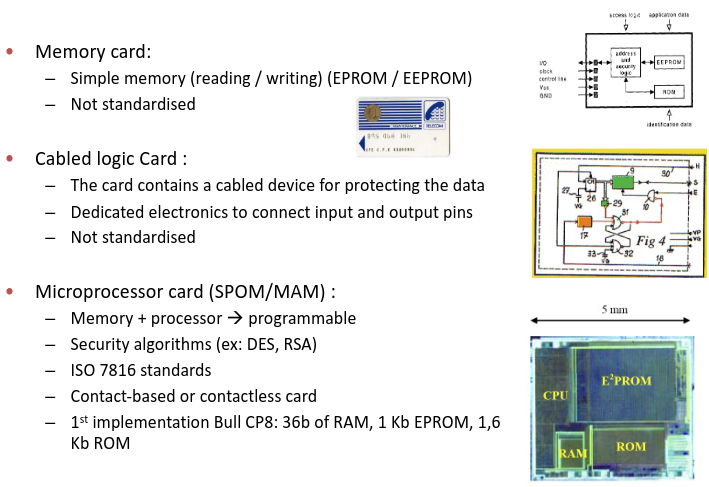 • Memory card:
– Simple memory (reading / writing) (EPROM / EEPROM)
– Not standardised
TELECOM
• Cabled logic Card :
– The card contains a cabled device for protecting the data
– Dedicated electronics to connect input and output pins
– Not standardised
• Microprocessor card (SPOM/MAM) :
– Memory + processor → programmable
– Security algorithms (ex: DES, RSA)
– ISO 7816 standards
– Contact-based or contactless card
– 1st implementation Bull CP8: 36b of RAM, 1 Kb EPROM, 1,6
Kb ROM
access logic application data
address
and
security
logic
EEPROM
ROM
I/O
clock
control line
GND
identification data
9
30
H
S
E
27
26
29
10
31
17
Fig 4
VP
VG
33
32
VG
18
5 mm
CPU
E²PROM
RAM
ROM